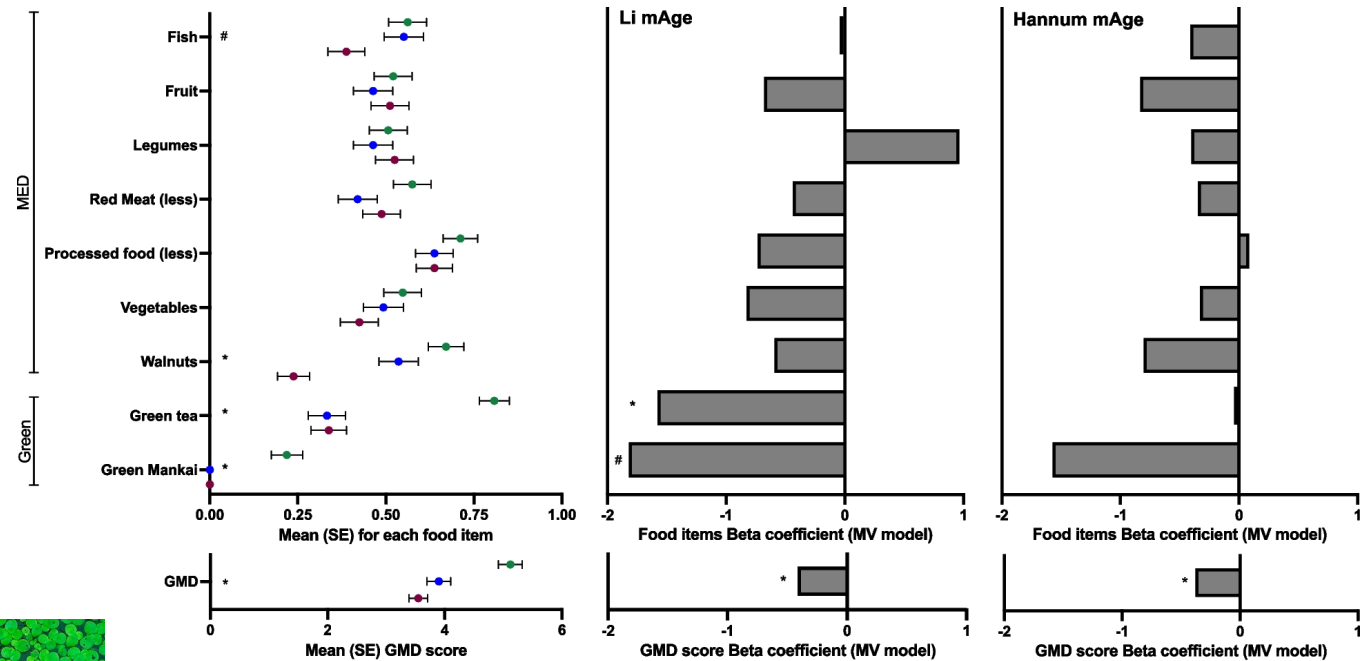 Li mAge
Hannum mAge
MED
Fish #
Fruit
Legumes
Red Meat (less)
Processed food (less)
Vegetables
Walnuts *
Green
Green tea * *
Green Mankai * #
0.00 0.25 0.50 0.75 1.00
Mean (SE) for each food item
-2 -1 0 1
Food items Beta coefficient (MV model)
-2 -1 0 1
Food items Beta coefficient (MV model)
GMD * * *
0 2 4 6
Mean (SE) GMD score
-2 -1 0 1
GMD score Beta coefficient (MV model)
-2 -1 0 1
GMD score Beta coefficient (MV model)